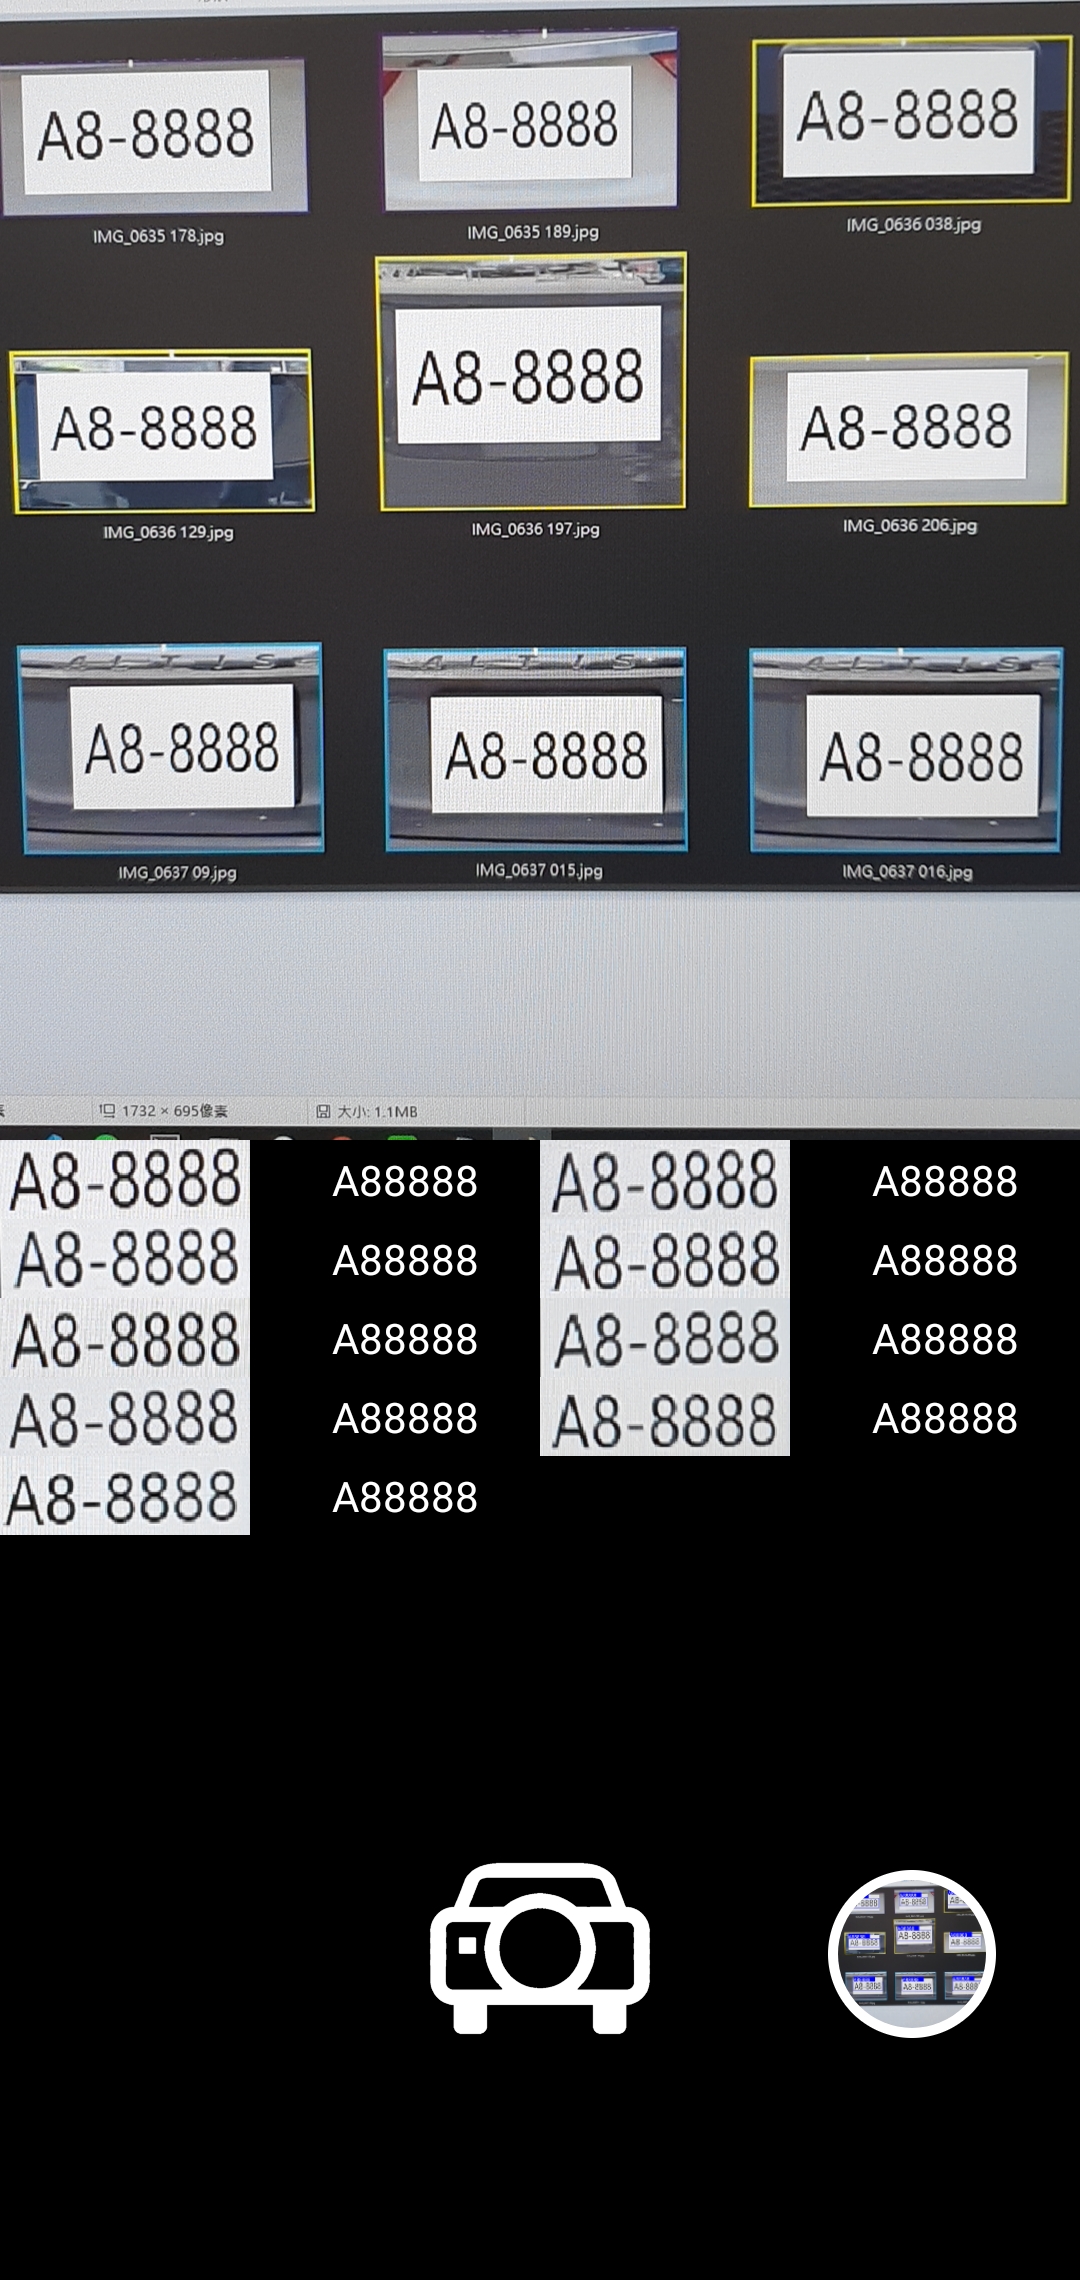 A8-8888 A8-8888 A8-8888
IMG_0635 178.jpg IMG_0635 189.jpg IMG_0636 038.jpg
A8-8888 A8-8888 A8-8888
IMG_0636 129.jpg IMG_0636 197.jpg IMG_0636 206.jpg
ALTIS ALTIS ALTIS
A8-8888 A8-8888 A8-8888
IMG_0637 09.jpg IMG_0637 015.jpg IMG_0637 016.jpg
1732 × 695像素 大小: 1.1MB
A8-8888 A88888 A8-8888 A88888
A8-8888 A88888 A8-8888 A88888
A8-8888 A88888 A8-8888 A88888
A8-8888 A88888 A8-8888 A88888
A8-8888 A88888